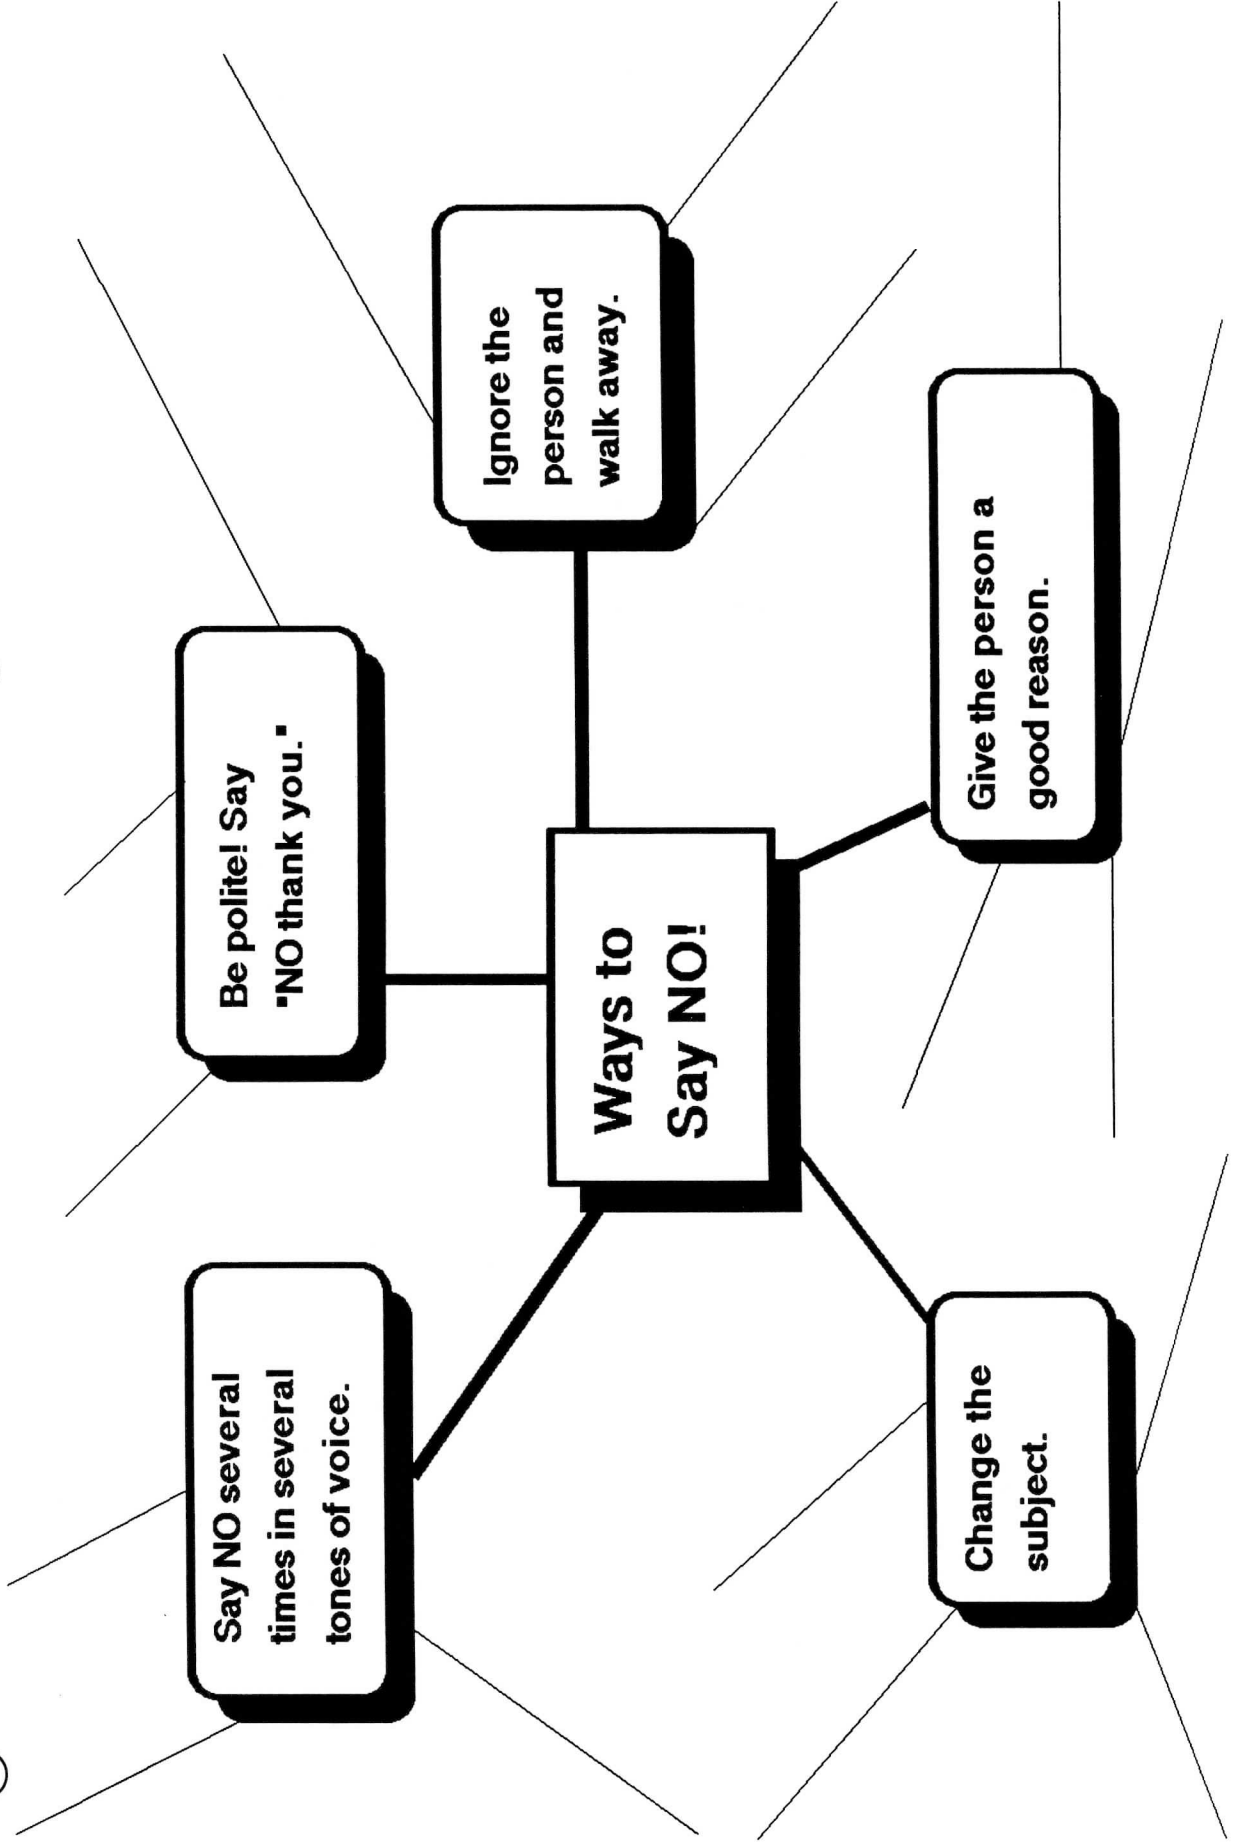 Say NO several
times in several
tones of voice.
Be polite! Say
"NO thank you."
Ignore the
person and
walk away.
Ways to
Say NO!
Change the
subject.
Give the person a
good reason.